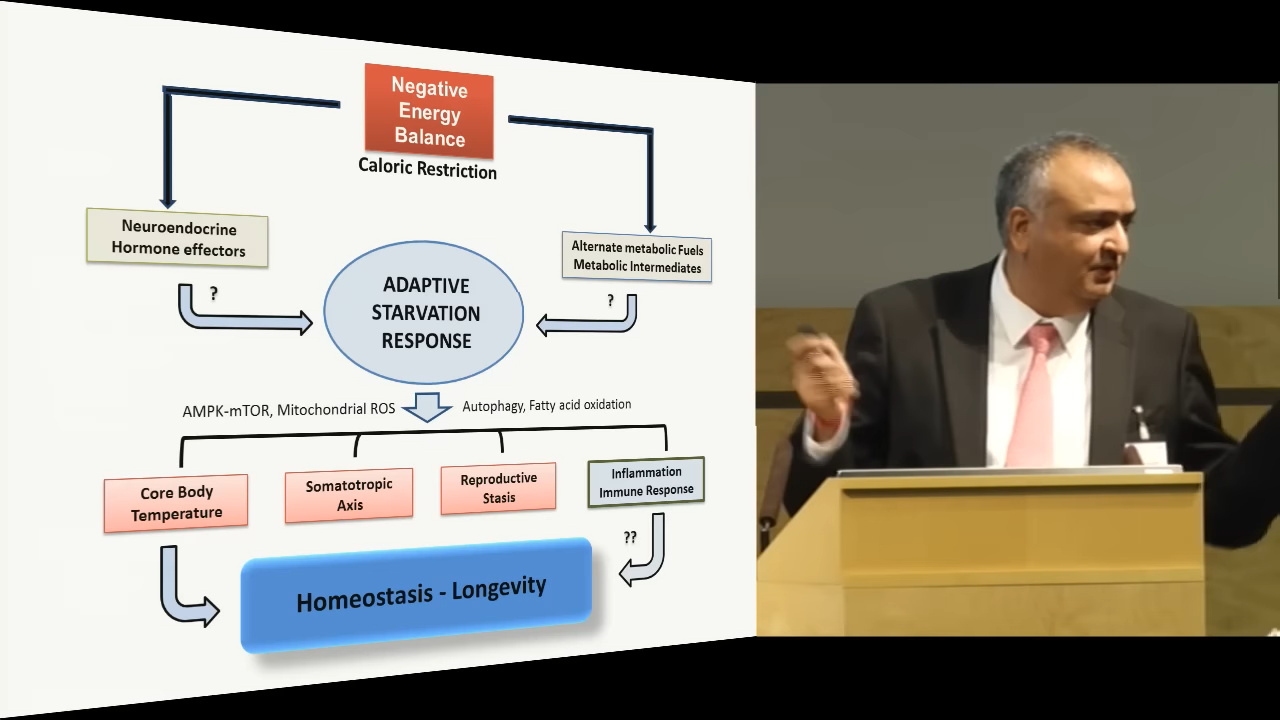 Negative
Energy
Balance
Caloric Restriction
Neuroendocrine
Hormone effectors
Alternate metabolic Fuels
Metabolic Intermediates
?
?
ADAPTIVE
STARVATION
RESPONSE
AMPK-mTOR, Mitochondrial ROS
Autophagy, Fatty acid oxidation
Core Body
Temperature
Somatotropic
Axis
Reproductive
Stasis
Inflammation
Immune Response
??
Homeostasis - Longevity